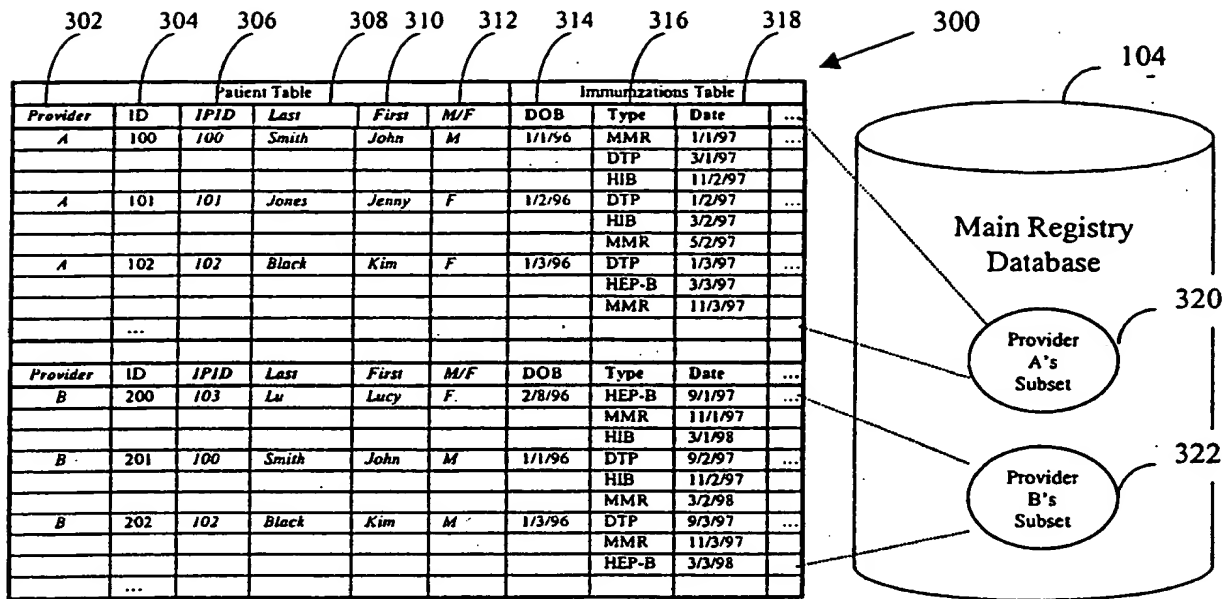 302 304 306 308 310 312 314 316 318 300
104
Patient Table Immunizations Table
Provider ID IPID Last First M/F DOB Type Date ...
A 100 100 Smith John M 1/1/96 MMR 1/1/97 ...
DTP 3/1/97
HIB 11/2/97
A 101 101 Jones Jenny F 1/2/96 DTP 1/2/97 ...
HIB 3/2/97
MMR 5/2/97
A 102 102 Black Kim F 1/3/96 DTP 1/3/97 ...
HEP-B 3/3/97
MMR 11/3/97
...
Provider ID IPID Last First M/F DOB Type Date ...
B 200 103 Lu Lucy F. 2/8/96 HEP-B 9/1/97 ...
MMR 11/1/97
HIB 3/1/98
B 201 100 Smith John M 1/1/96 DTP 9/2/97 ...
HIB 11/2/97
MMR 3/2/98
B 202 102 Black Kim M 1/3/96 DTP 9/3/97 ...
MMR 11/3/97
HEP-B 3/3/98
...
Main Registry
Database
320
Provider
A's
Subset
322
Provider
B's
Subset